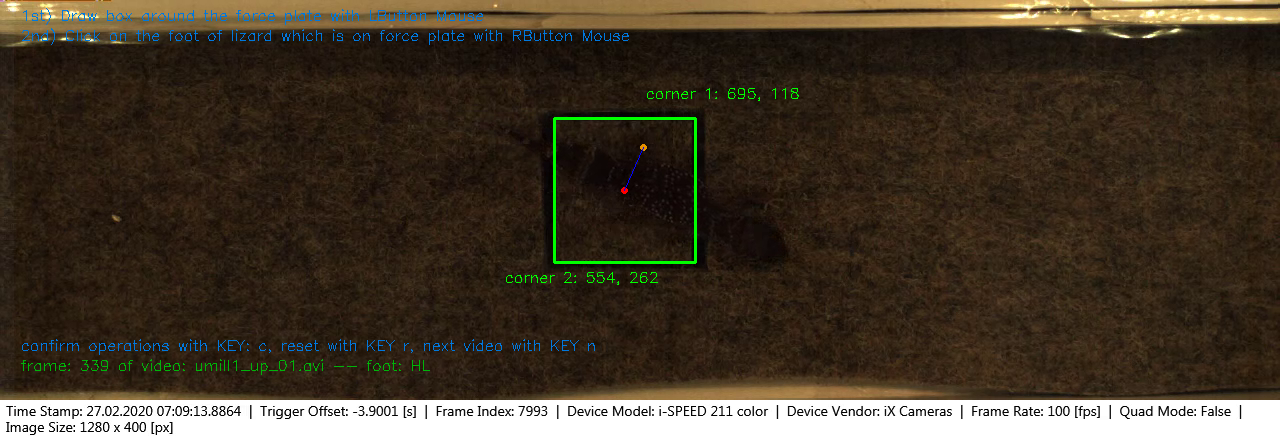 1st) Draw box around the force plate with LButton Mouse
2nd) Click on the foot of lizard which is on force plate with RButton Mouse
corner 1: 695, 118
corner 2: 554, 262
confirm operations with KEY: c, reset with KEY r, next video with KEY n
frame: 339 of video: umill1_up_01.avi -- foot: HL
Time Stamp: 27.02.2020 07:09:13.8864 | Trigger Offset: -3.9001 [s] | Frame Index: 7993 | Device Model: i-SPEED 211 color | Device Vendor: iX Cameras | Frame Rate: 100 [fps] | Quad Mode: False |
Image Size: 1280 x 400 [px]